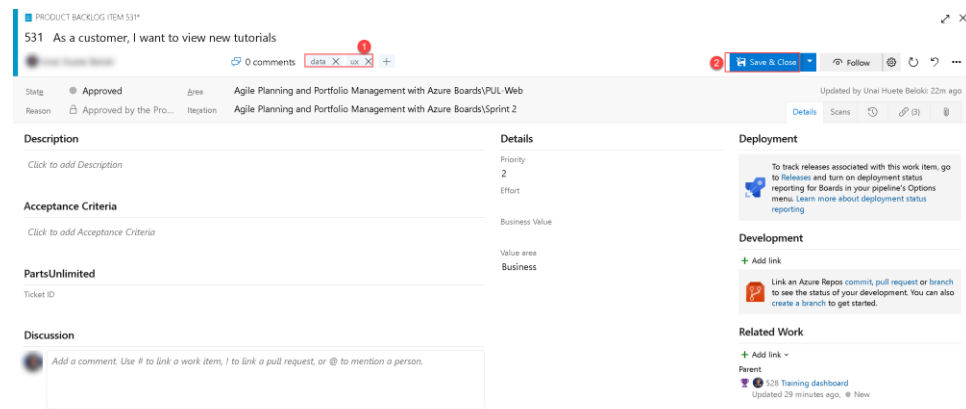 PRODUCT BACKLOG ITEM 531*
531 As a customer, I want to view new tutorials
1
0 comments data ux +
2 Save & Close Follow
State Approved Area Agile Planning and Portfolio Management with Azure Boards\PUL-Web Updated by Unai Huete Beloki: 22m ago
Reason Approved by the Pro... Iteration Agile Planning and Portfolio Management with Azure Boards\Sprint 2
Details Scans (3)
Description
Click to add Description
Acceptance Criteria
Click to add Acceptance Criteria
PartsUnlimited
Ticket ID
Discussion
Add a comment. Use # to link a work item, ! to link a pull request, or @ to mention a person.
Details
Priority
2
Effort
Business Value
Value area
Business
Deployment
To track releases associated with this work item, go
to Releases and turn on deployment status
reporting for Boards in your pipeline's Options
menu. Learn more about deployment status
reporting
Development
+ Add link
Link an Azure Repos commit, pull request or branch
to see the status of your development. You can also
create a branch to get started.
Related Work
+ Add link
Parent
528 Training dashboard
Updated 29 minutes ago, New